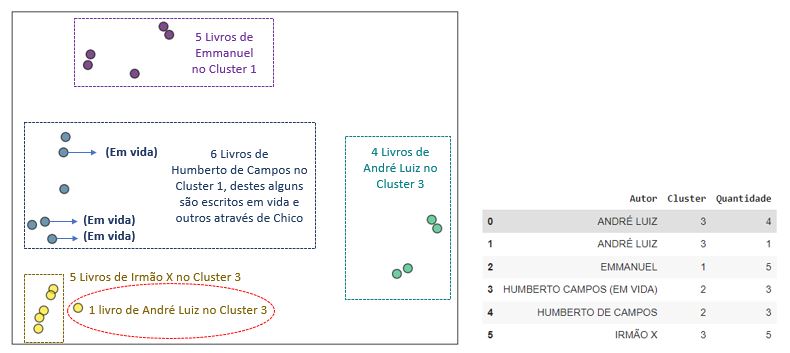 5 Livros de
Emmanuel
no Cluster 1
(Em vida)
6 Livros de
Humberto de Campos no
Cluster 1, destes alguns
são escritos em vida e
outros através de Chico
(Em vida)
(Em vida)
4 Livros de
André Luiz no
Cluster 3
5 Livros de Irmão X no Cluster 3
1 livro de André Luiz no Cluster 3
Autor Cluster Quantidade
0 ANDRÉ LUIZ 3 4
1 ANDRÉ LUIZ 3 1
2 EMMANUEL 1 5
3 HUMBERTO CAMPOS (EM VIDA) 2 3
4 HUMBERTO DE CAMPOS 2 3
5 IRMÃO X 3 5